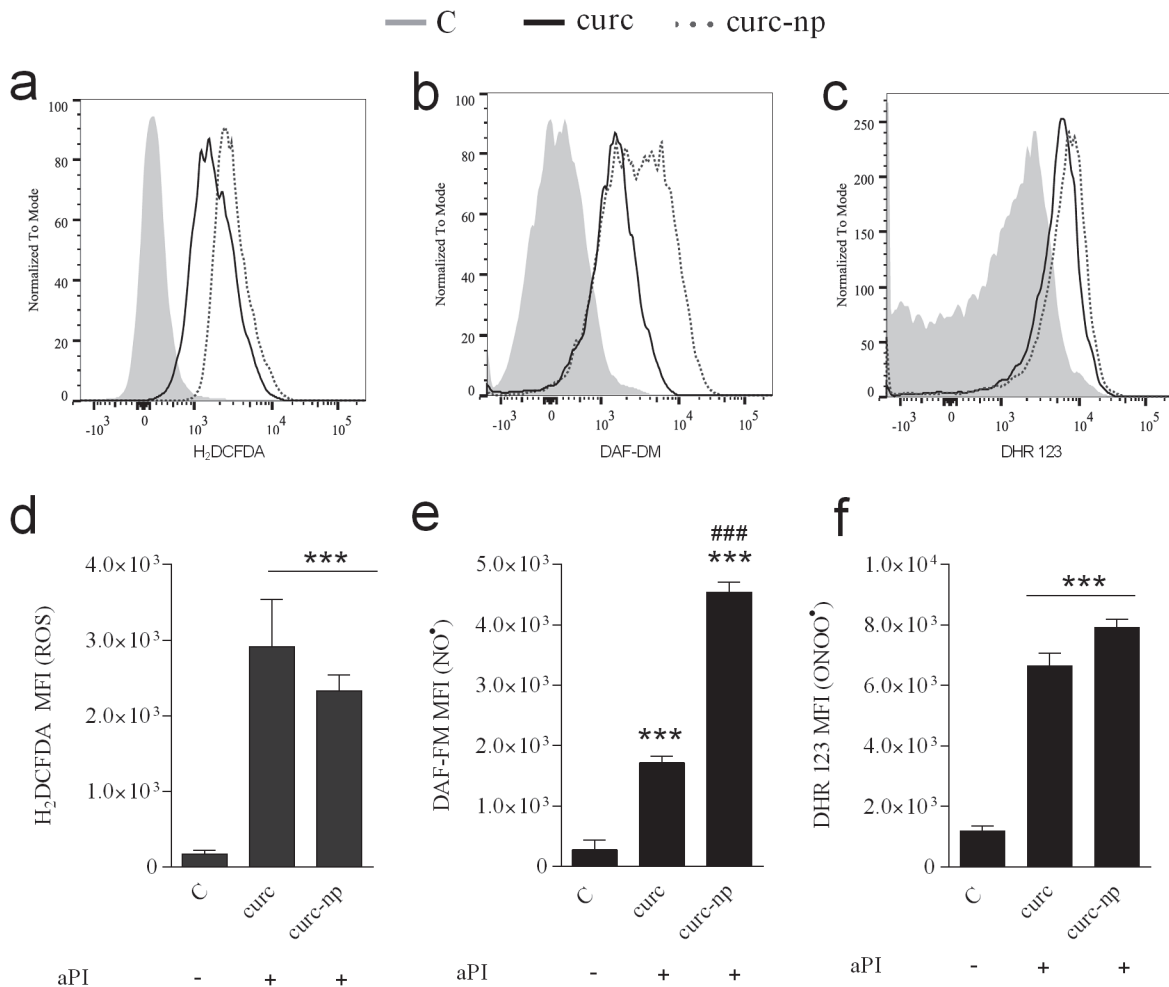 C curc curc-np
a
100
80
60
40
20
0
Normalized To Mode
-10³ 0 10³ 10⁴ 10⁵
H₂DCFDA
b
100
80
60
40
20
0
Normalized To Mode
-10³ 0 10³ 10⁴ 10⁵
DAF-DM
c
250
200
150
100
50
0
Normalized To Mode
-10³ 0 10³ 10⁴ 10⁵
DHR 123
d
H₂DCFDA MFI (ROS)
4.0×10³
3.0×10³
2.0×10³
1.0×10³
0
***
C curc curc-np
aPI - + +
e
DAF-FM MFI (NO•)
5.0×10³
4.0×10³
3.0×10³
2.0×10³
1.0×10³
0
###
***
***
C curc curc-np
aPI - + +
f
DHR 123 MFI (ONOO•)
1.0×10⁴
8.0×10³
6.0×10³
4.0×10³
2.0×10³
0
***
C curc curc-np
aPI - + +